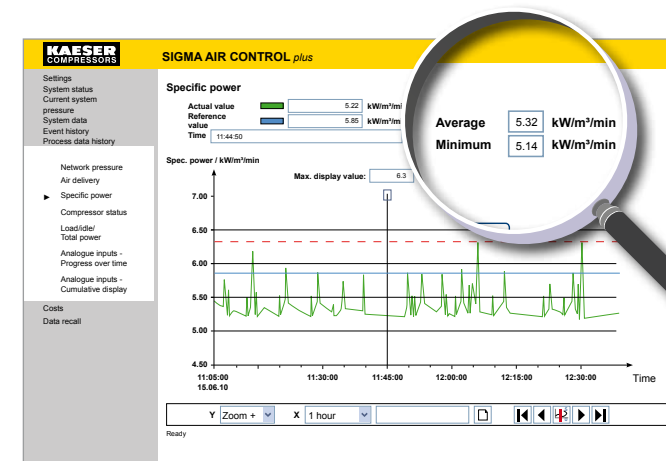 KAESER
COMPRESSORS
SIGMA AIR CONTROL plus
Settings
System status
Current system
pressure
System data
Event history
Process data history
Network pressure
Air delivery
Specific power
Compressor status
Load/idle/
Total power
Analogue inputs -
Progress over time
Analogue inputs -
Cumulative display
Costs
Data recall
Specific power
Actual value 5.22 kW/m³/mi
Reference
value 5.85 kW/m³/m
Time 11:44:50
Average 5.32 kW/m³/min
Minimum 5.14 kW/m³/min
Spec. power / kW/m³/min
Max. display value: 6.3
7.00
6.50
6.00
5.50
5.00
4.50
11:05:00 11:30:00 11:45:00 12:00:00 12:15:00 12:30:00 Time
15.06.10
Y Zoom + X 1 hour
Ready